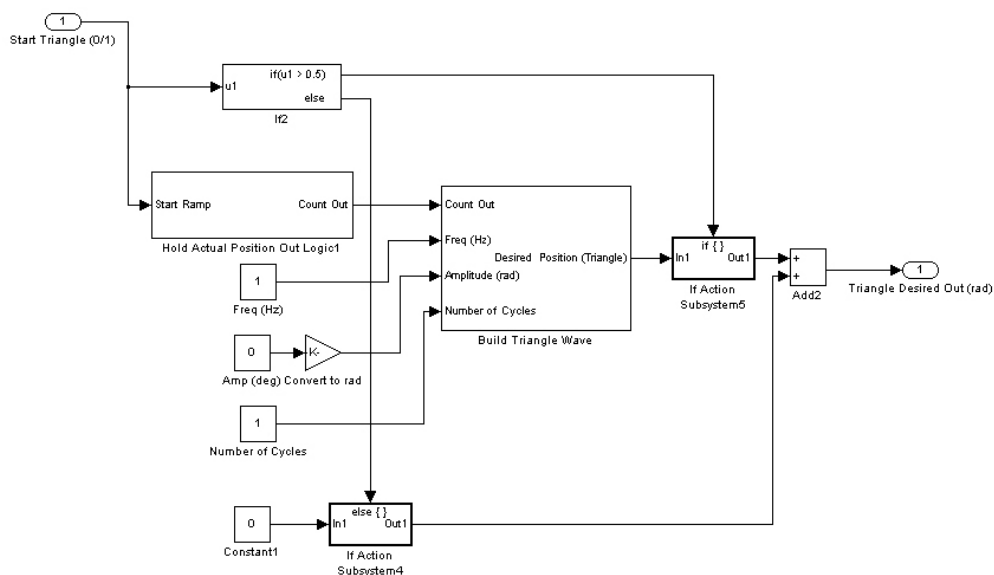 1
Start Triangle (0/1)
u1
if(u1 > 0.5)
else
If2
Start Ramp
Count Out
Hold Actual Position Out Logic1
Count Out
Freq (Hz)
Desired Position (Triangle)
Amplitude (rad)
Number of Cycles
Build Triangle Wave
if { }
In1
Out1
If Action
Subsystem5
+
+
Add2
1
Triangle Desired Out (rad)
1
Freq (Hz)
0
Amp (deg)
-K-
Convert to rad
1
Number of Cycles
0
Constant1
else { }
In1
Out1
If Action
Subsystem4